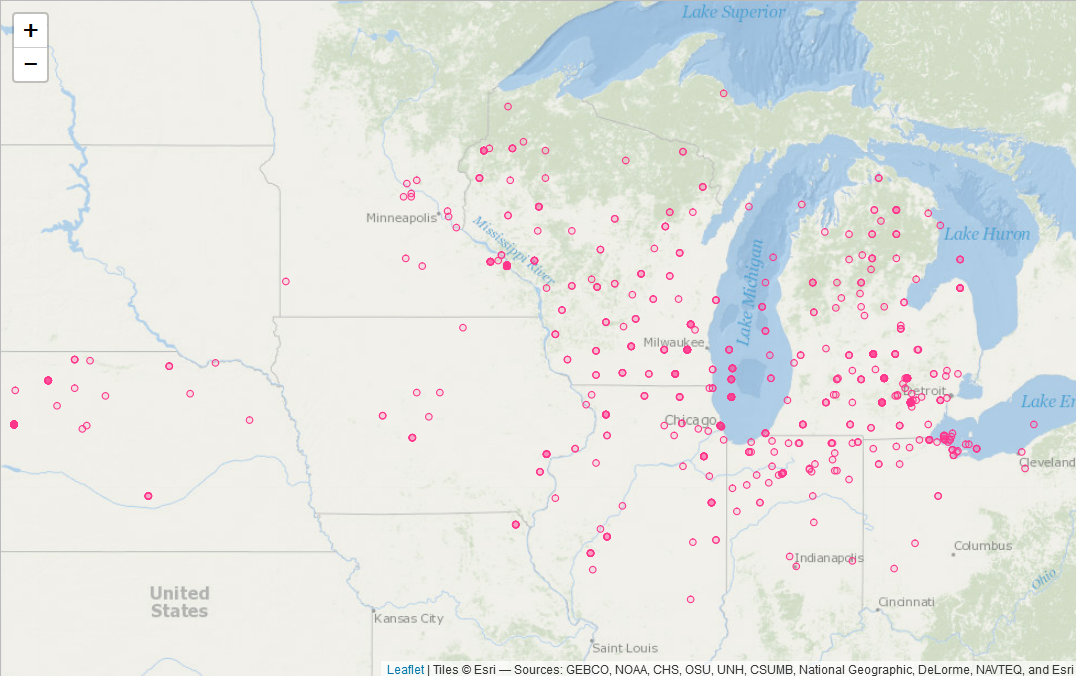 +
−
Lake Superior
Minneapolis
Mississippi River
Lake Huron
Lake Michigan
Milwaukee
Detroit
Lake Er
Chicago
Cleveland
Columbus
Indianapolis
United
States
Ohio
Cincinnati
Kansas City
Saint Louis
Leaflet | Tiles © Esri — Sources: GEBCO, NOAA, CHS, OSU, UNH, CSUMB, National Geographic, DeLorme, NAVTEQ, and Esri